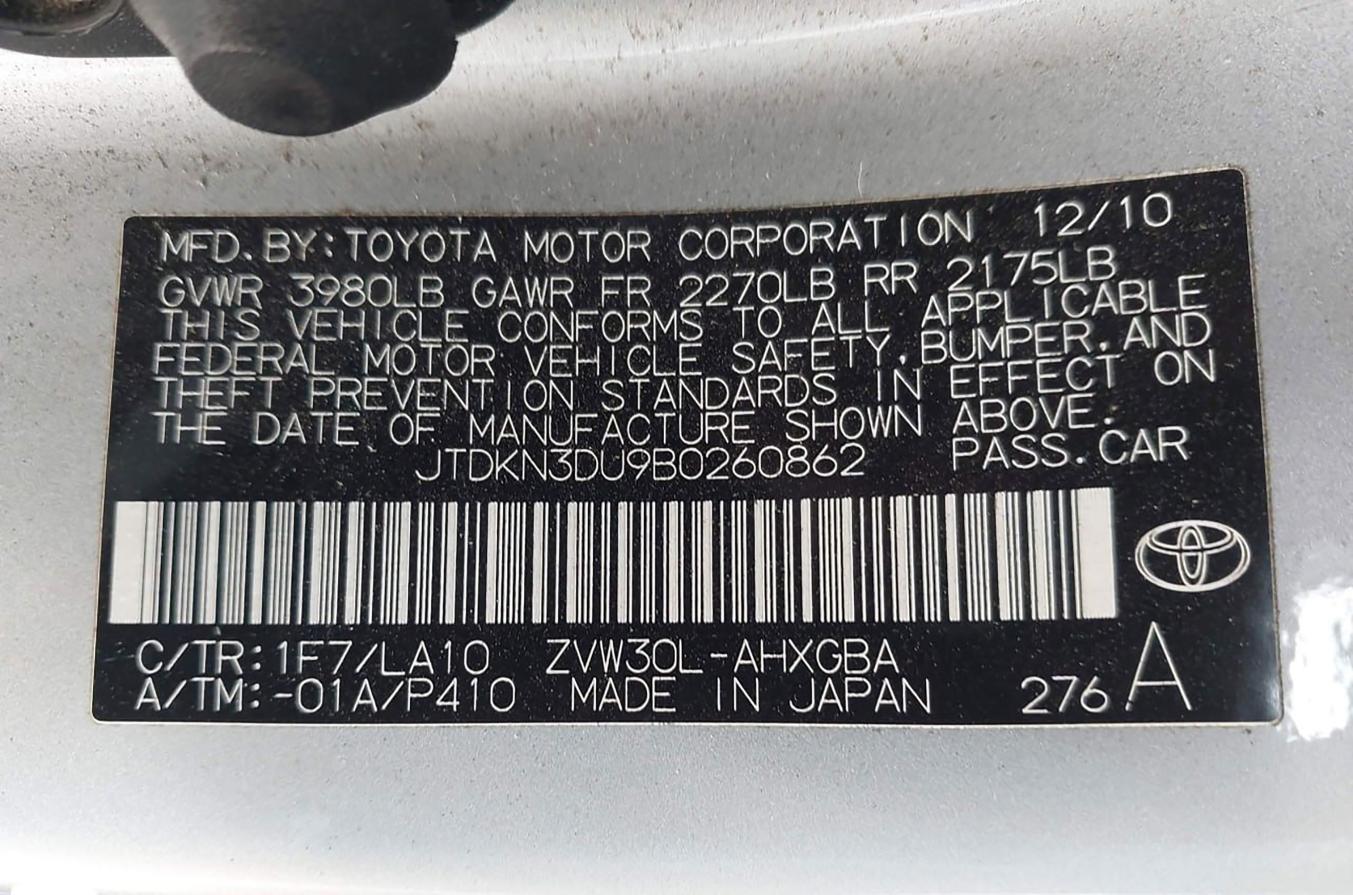 MFD.BY:TOYOTA MOTOR CORPORATION 12/10
GVWR 3980LB GAWR FR 2270LB RR 2175LB
THIS VEHICLE CONFORMS TO ALL APPLICABLE
FEDERAL MOTOR VEHICLE SAFETY,BUMPER,AND
THEFT PREVENTION STANDARDS IN EFFECT ON
THE DATE OF MANUFACTURE SHOWN ABOVE.
JTDKN3DU9B0260862 PASS.CAR
C/TR:1F7/LA10 ZVW30L-AHXGBA
A/TM:-01A/P410 MADE IN JAPAN 276 A